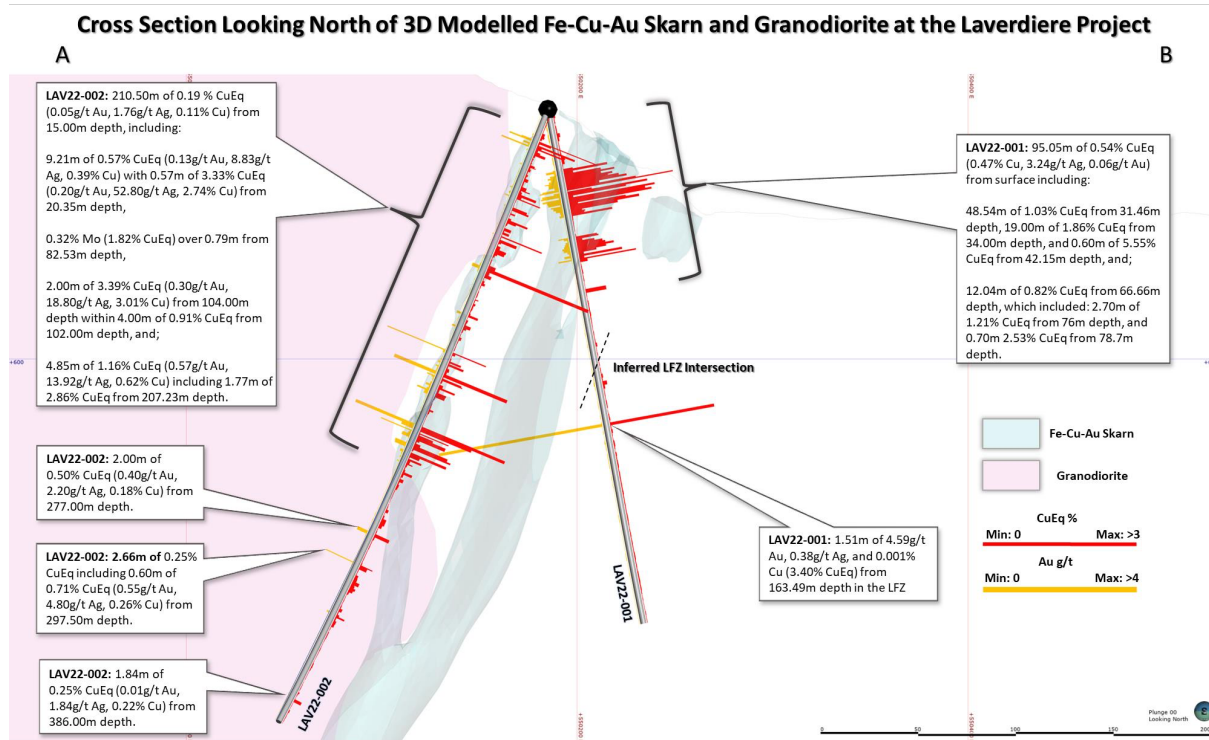 Cross Section Looking North of 3D Modelled Fe-Cu-Au Skarn and Granodiorite at the Laverdiere Project
A
B
LAV22-002: 210.50m of 0.19 % CuEq
(0.05g/t Au, 1.76g/t Ag, 0.11% Cu) from
15.00m depth, including:
9.21m of 0.57% CuEq (0.13g/t Au, 8.83g/t
Ag, 0.39% Cu) with 0.57m of 3.33% CuEq
(0.20g/t Au, 52.80g/t Ag, 2.74% Cu) from
20.35m depth,
0.32% Mo (1.82% CuEq) over 0.79m from
82.53m depth,
2.00m of 3.39% CuEq (0.30g/t Au,
18.80g/t Ag, 3.01% Cu) from 104.00m
depth within 4.00m of 0.91% CuEq from
102.00m depth, and;
4.85m of 1.16% CuEq (0.57g/t Au,
13.92g/t Ag, 0.62% Cu) including 1.77m of
2.86% CuEq from 207.23m depth.
LAV22-002: 2.00m of
0.50% CuEq (0.40g/t Au,
2.20g/t Ag, 0.18% Cu) from
277.00m depth.
LAV22-002: 2.66m of 0.25%
CuEq including 0.60m of
0.71% CuEq (0.55g/t Au,
4.80g/t Ag, 0.26% Cu) from
297.50m depth.
LAV22-002: 1.84m of
0.25% CuEq (0.01g/t Au,
1.84g/t Ag, 0.22% Cu) from
386.00m depth.
LAV22-001: 95.05m of 0.54% CuEq
(0.47% Cu, 3.24g/t Ag, 0.06g/t Au)
from surface including:
48.54m of 1.03% CuEq from 31.46m
depth, 19.00m of 1.86% CuEq from
34.00m depth, and 0.60m of 5.55%
CuEq from 42.15m depth, and;
12.04m of 0.82% CuEq from 66.66m
depth, which included: 2.70m of
1.21% CuEq from 76m depth, and
0.70m 2.53% CuEq from 78.7m
depth.
+600
Inferred LFZ Intersection
LAV22-001: 1.51m of 4.59g/t
Au, 0.38g/t Ag, and 0.001%
Cu (3.40% CuEq) from
163.49m depth in the LFZ
LAV22-001
LAV22-002
Fe-Cu-Au Skarn
Granodiorite
CuEq %
Min: 0 Max: >3
Au g/t
Min: 0 Max: >4
Plunge 00
Looking North
0 50 100 150 200